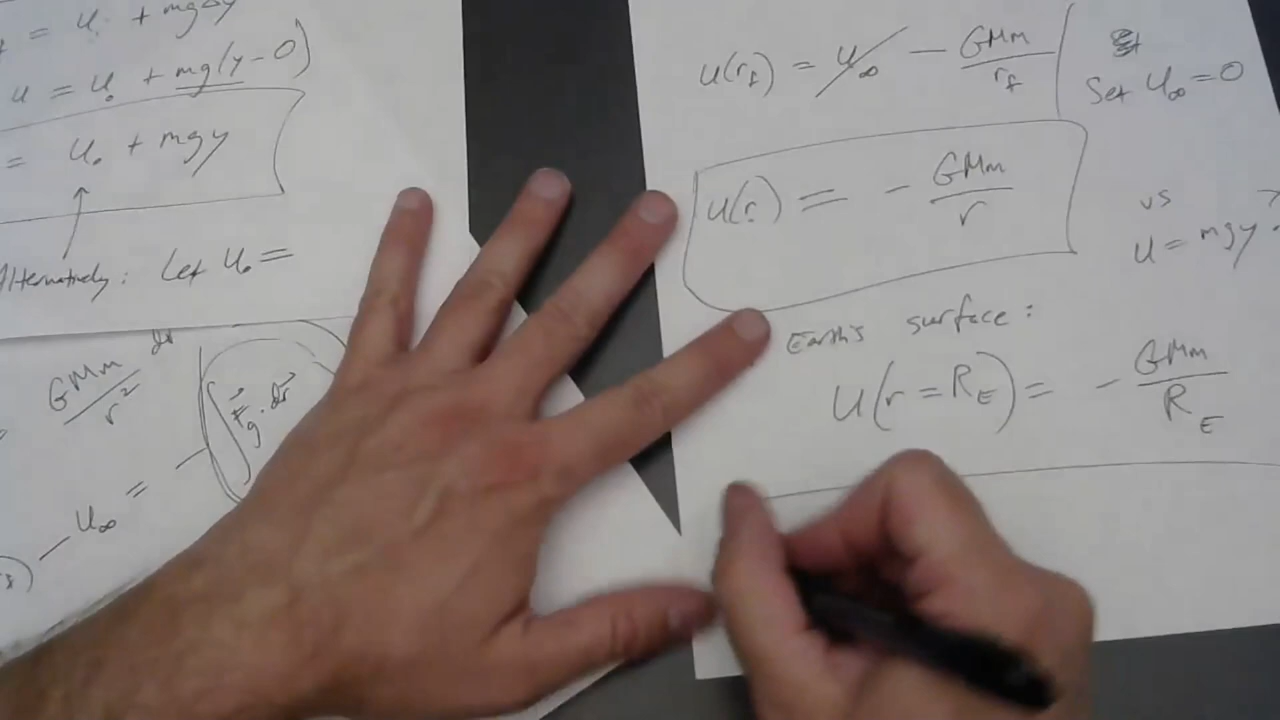 = u. + mgΔy
u = u₀ + mg(y - 0)
= u₀ + mgy
Alternatively: Let u₀ =
GMm/r² dr
F⃗g · dr⃗
- u∞ = -
u(r_f) = u∞ - GMm/r_f
Set u∞ = 0
u(r) = - GMm/r
vs
u = mgy?
Earth's surface:
U(r = R_E) = - GMm/R_E